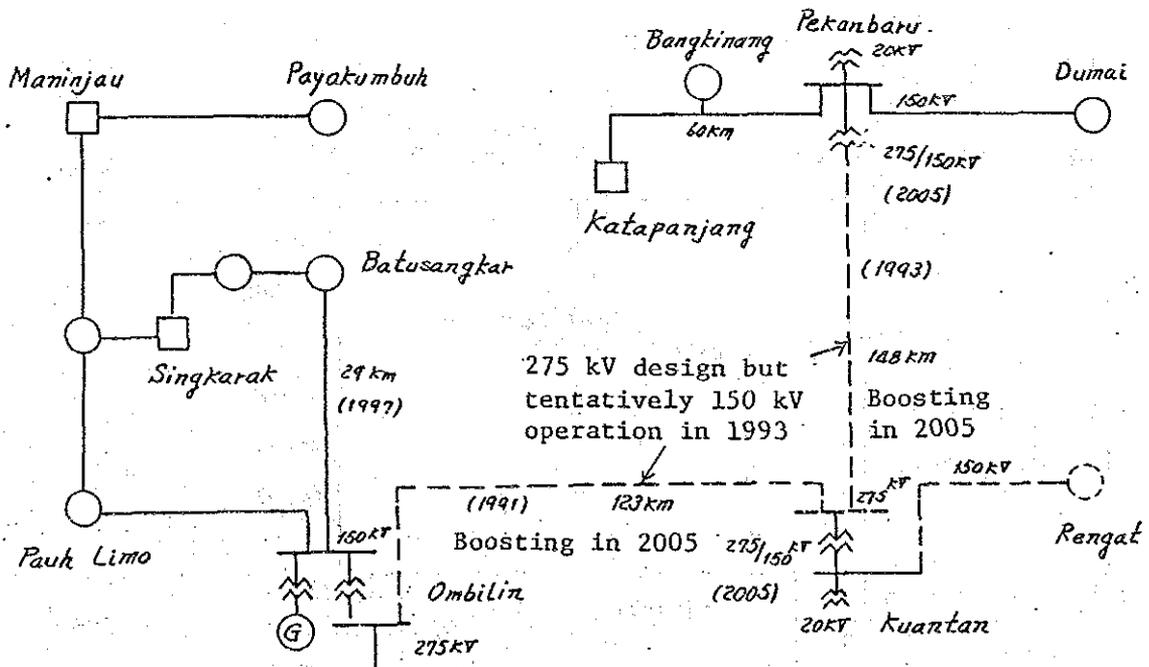 Pekanbaru.
20KV
Bangkinang
Maninjau
Payakumbuh
Dumai
150KV
60km
275/150KV
(2005)
Katapanjang
Batusangkar
(1993)
Singkarak
29 km
(1997)
275 kV design but
tentatively 150 kV
operation in 1993
148km
Boosting
in 2005
150KV
(1991)
123km
275KV
Rengat
Pauh Limo
150KV
Boosting in 2005
275/150KV
(2005)
Ombilin
G
20KV
Kuantan
275KV